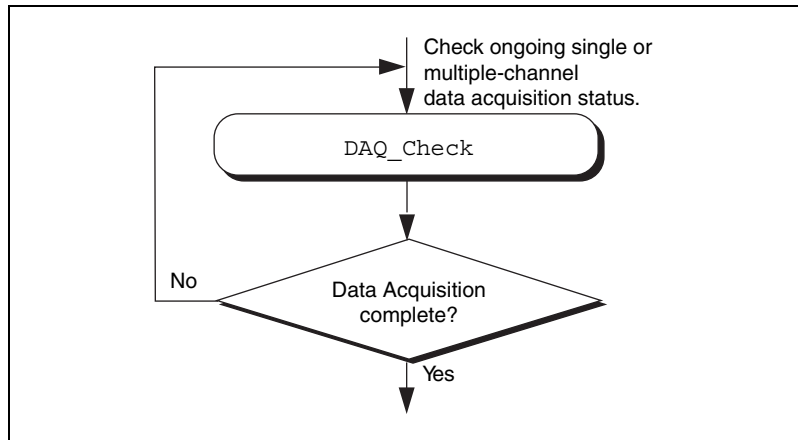 Check ongoing single or
multiple-channel
data acquisition status.
DAQ_Check
No
Data Acquisition
complete?
Yes